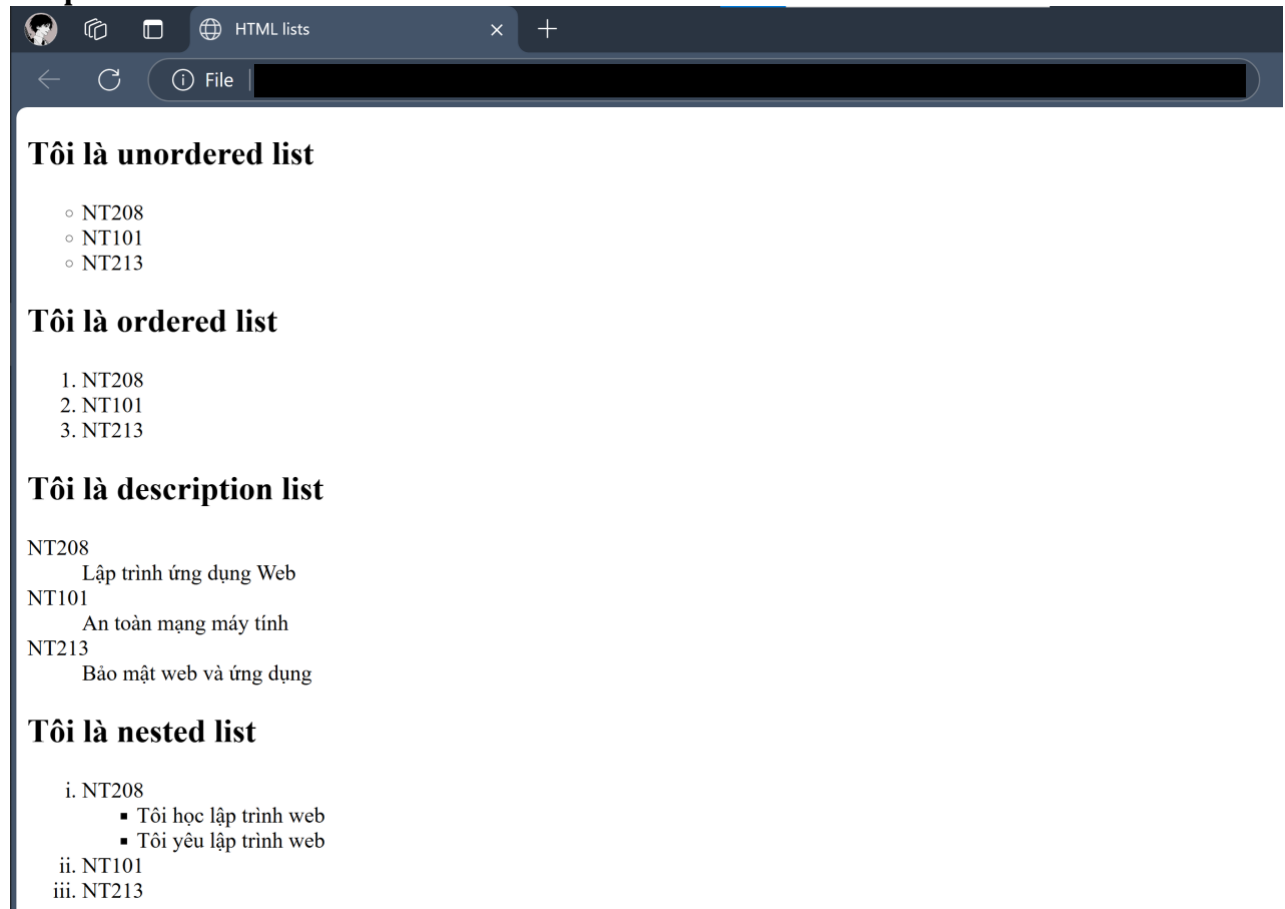 HTML lists
File
Tôi là unordered list
NT208
NT101
NT213
Tôi là ordered list
1. NT208
2. NT101
3. NT213
Tôi là description list
NT208
Lập trình ứng dụng Web
NT101
An toàn mạng máy tính
NT213
Bảo mật web và ứng dụng
Tôi là nested list
i. NT208
Tôi học lập trình web
Tôi yêu lập trình web
ii. NT101
iii. NT213